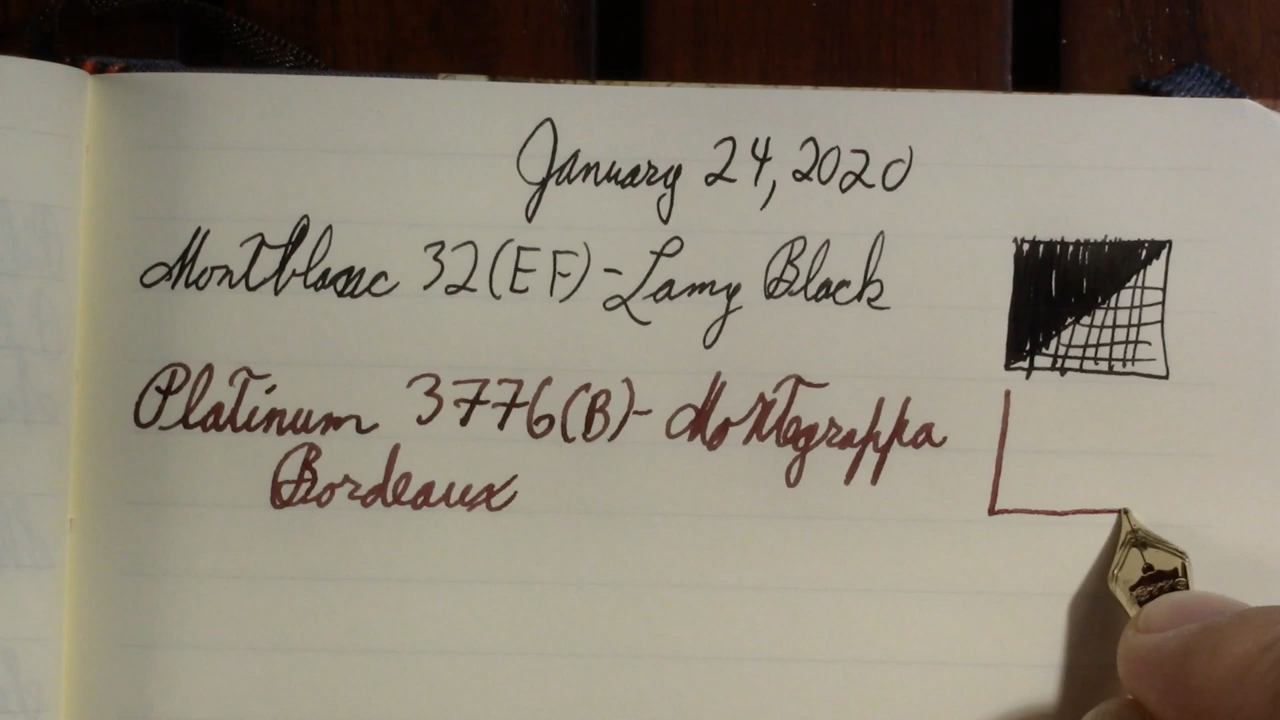 January 24, 2020
Montblanc 32 (EF) - Lamy Black
Platinum 3776 (B) - Montegrappa
Bordeaux